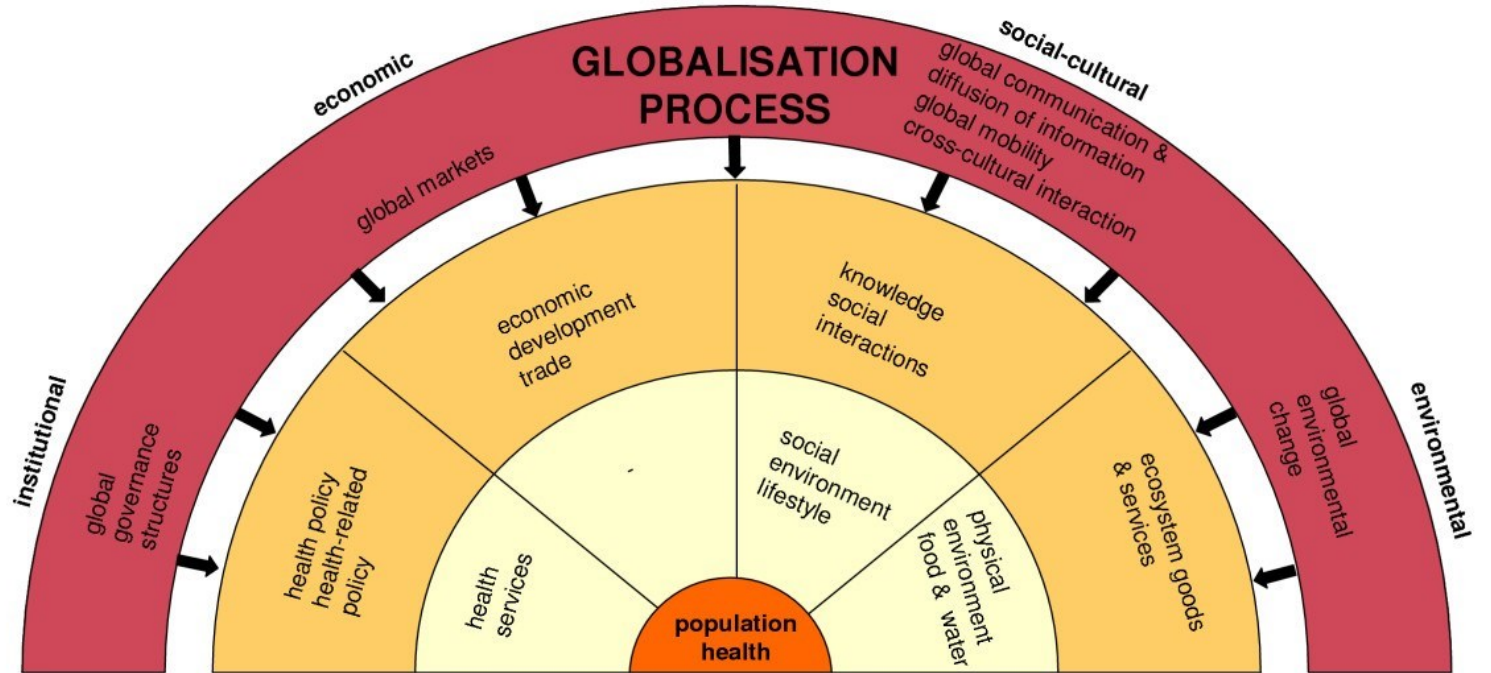 GLOBALISATION
PROCESS
institutional
economic
social-cultural
environmental
global
governance
structures
global markets
global communication &
diffusion of information
global mobility
cross-cultural interaction
global
environmental
change
health policy
health-related
policy
economic
development
trade
knowledge
social
interactions
ecosystem goods
& services
health
services
-
social
environment
lifestyle
physical
environment
food & water
population
health